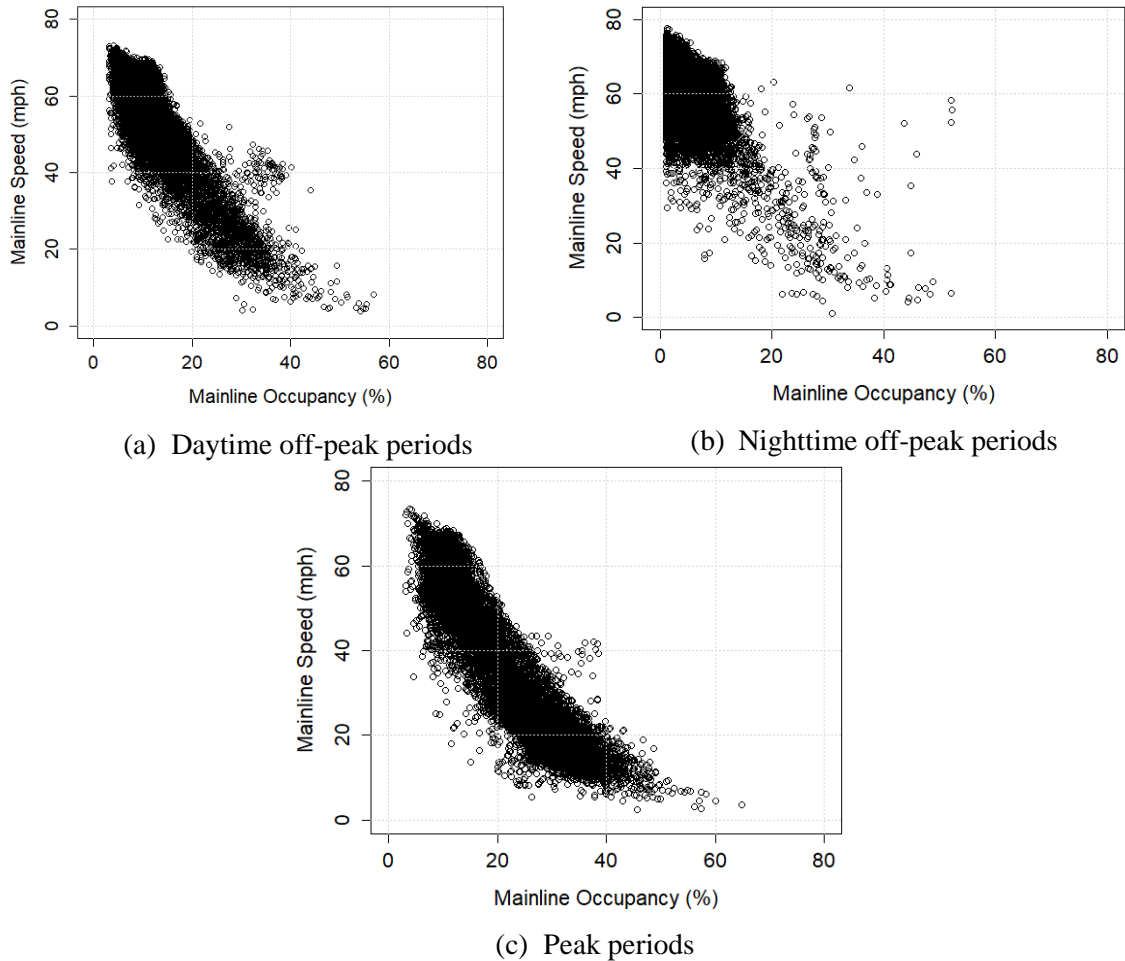 80
60
40
20
0
Mainline Speed (mph)
0 20 40 60 80
Mainline Occupancy (%)
(a) Daytime off-peak periods
80
60
40
20
0
Mainline Speed (mph)
0 20 40 60 80
Mainline Occupancy (%)
(b) Nighttime off-peak periods
80
60
40
20
0
Mainline Speed (mph)
0 20 40 60 80
Mainline Occupancy (%)
(c) Peak periods